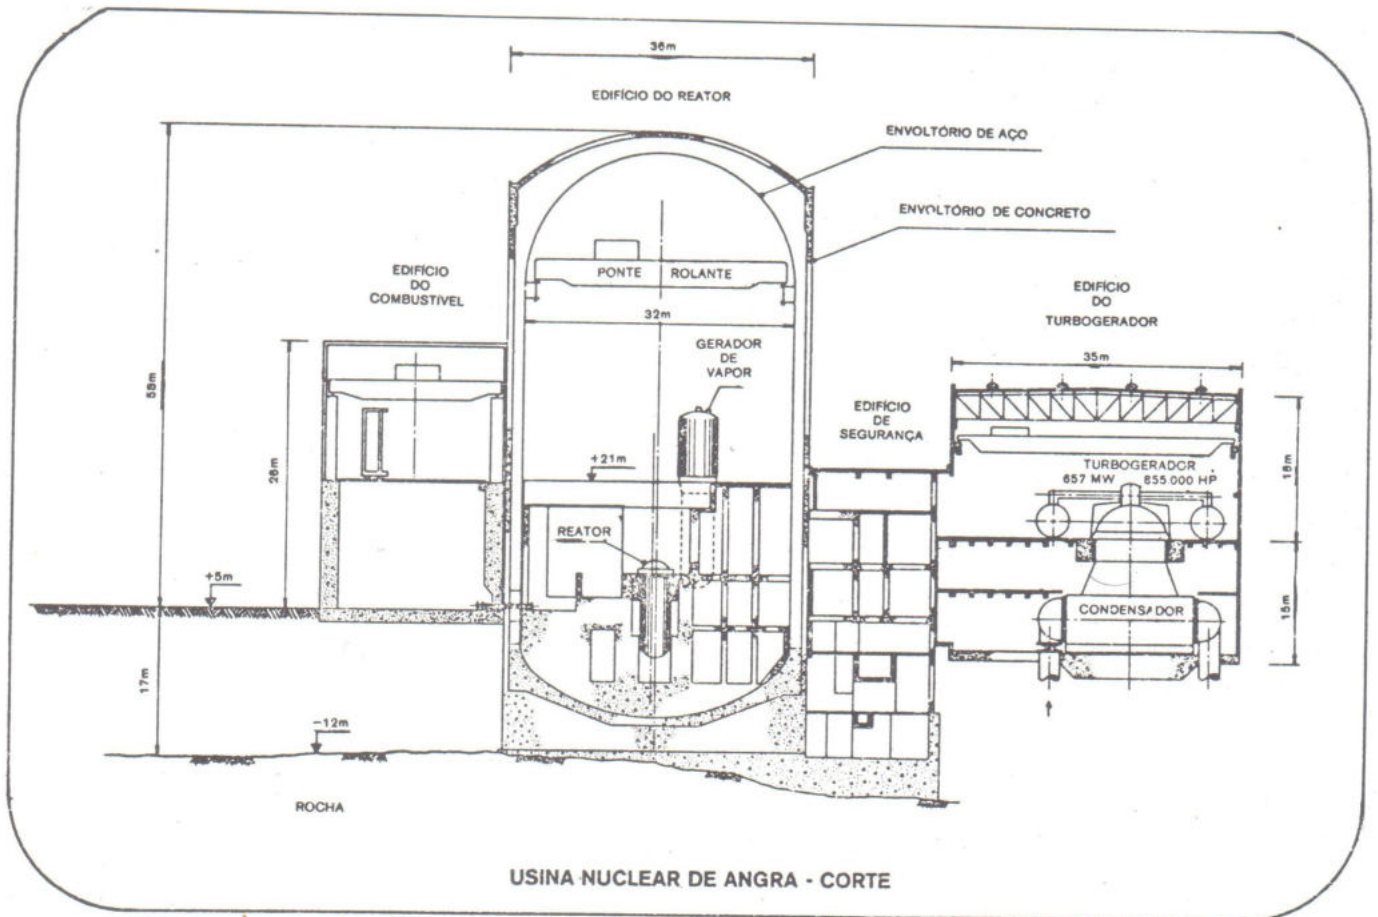 36m
EDIFÍCIO DO REATOR
ENVOLTÓRIO DE AÇO
ENVOLTÓRIO DE CONCRETO
EDIFÍCIO
DO
COMBUSTÍVEL
PONTE ROLANTE
EDIFÍCIO
DO
TURBOGERADOR
32m
35m
GERADOR
DE
VAPOR
58m
EDIFÍCIO
DE
SEGURANÇA
28m
+21m
TURBOGERADOR
657 MW 855.000 HP
18m
REATOR
+5m
CONDENSADOR
15m
17m
-12m
ROCHA
USINA NUCLEAR DE ANGRA - CORTE